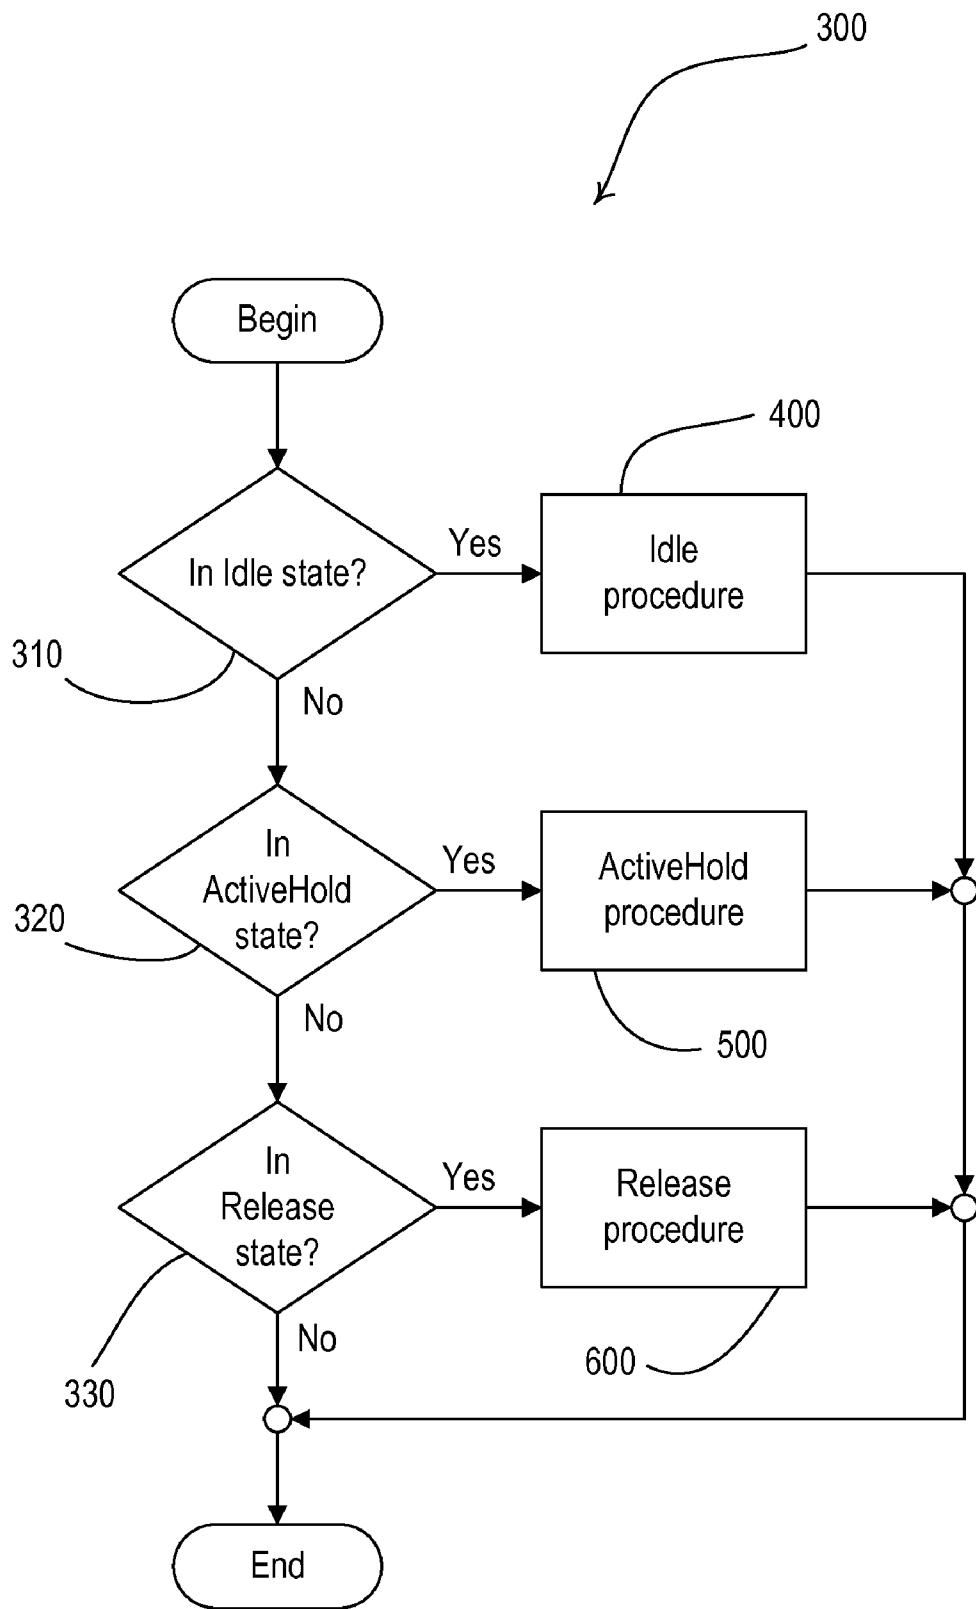 300
Begin
400
Yes
In Idle state?
Idle
procedure
310
No
In
ActiveHold
state?
Yes
ActiveHold
procedure
320
No
500
In
Release
state?
Yes
Release
procedure
No
600
330
End